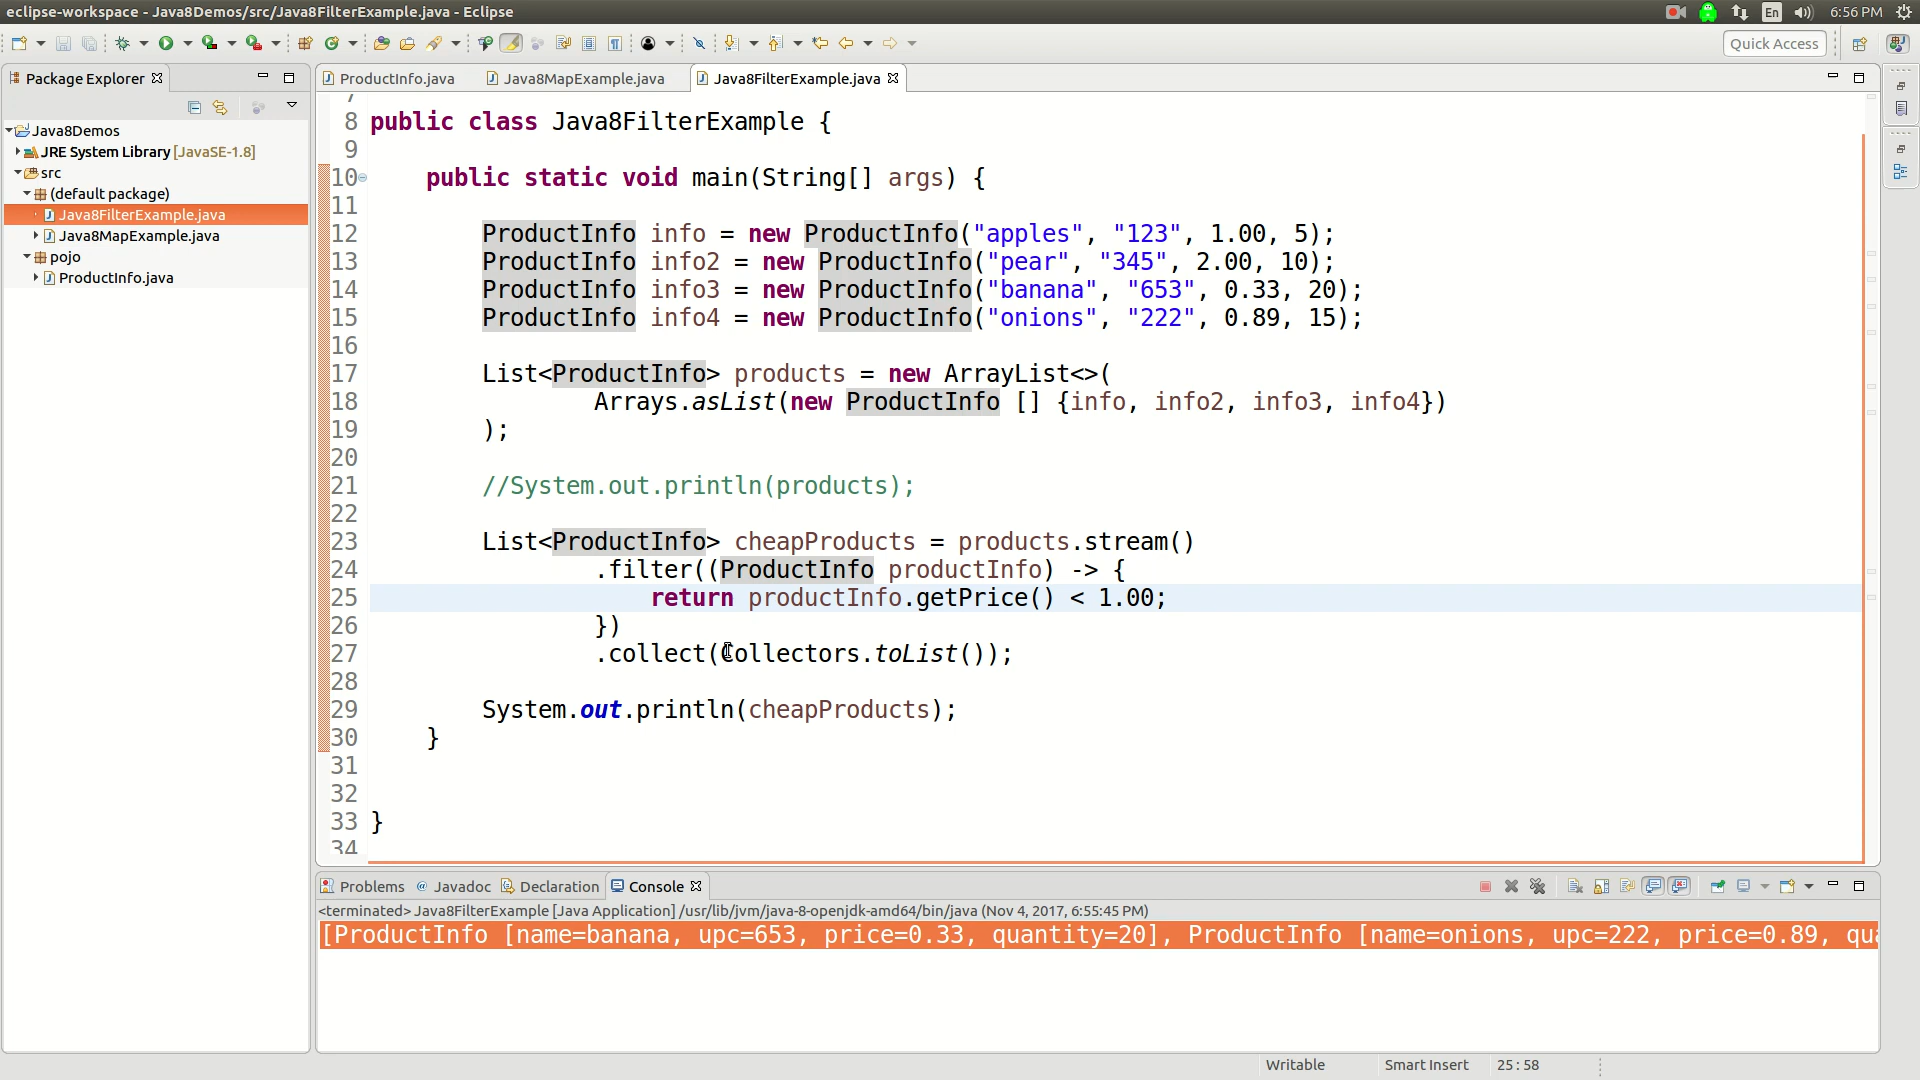 eclipse-workspace - Java8Demos/src/Java8FilterExample.java - Eclipse
En
6:56 PM
Quick Access
Package Explorer
ProductInfo.java
Java8MapExample.java
Java8FilterExample.java
Java8Demos
JRE System Library [JavaSE-1.8]
src
(default package)
Java8FilterExample.java
Java8MapExample.java
pojo
ProductInfo.java
7
8 public class Java8FilterExample {
9
10 public static void main(String[] args) {
11
12 ProductInfo info = new ProductInfo("apples", "123", 1.00, 5);
13 ProductInfo info2 = new ProductInfo("pear", "345", 2.00, 10);
14 ProductInfo info3 = new ProductInfo("banana", "653", 0.33, 20);
15 ProductInfo info4 = new ProductInfo("onions", "222", 0.89, 15);
16
17 List<ProductInfo> products = new ArrayList<>(
18 Arrays.asList(new ProductInfo [] {info, info2, info3, info4})
19 );
20
21 //System.out.println(products);
22
23 List<ProductInfo> cheapProducts = products.stream()
24 .filter((ProductInfo productInfo) -> {
25 return productInfo.getPrice() < 1.00;
26 })
27 .collect(Collectors.toList());
28
29 System.out.println(cheapProducts);
30 }
31
32
33 }
34
Problems
Javadoc
Declaration
Console
<terminated> Java8FilterExample [Java Application] /usr/lib/jvm/java-8-openjdk-amd64/bin/java (Nov 4, 2017, 6:55:45 PM)
[ProductInfo [name=banana, upc=653, price=0.33, quantity=20], ProductInfo [name=onions, upc=222, price=0.89, qua
Writable
Smart Insert
25 : 58